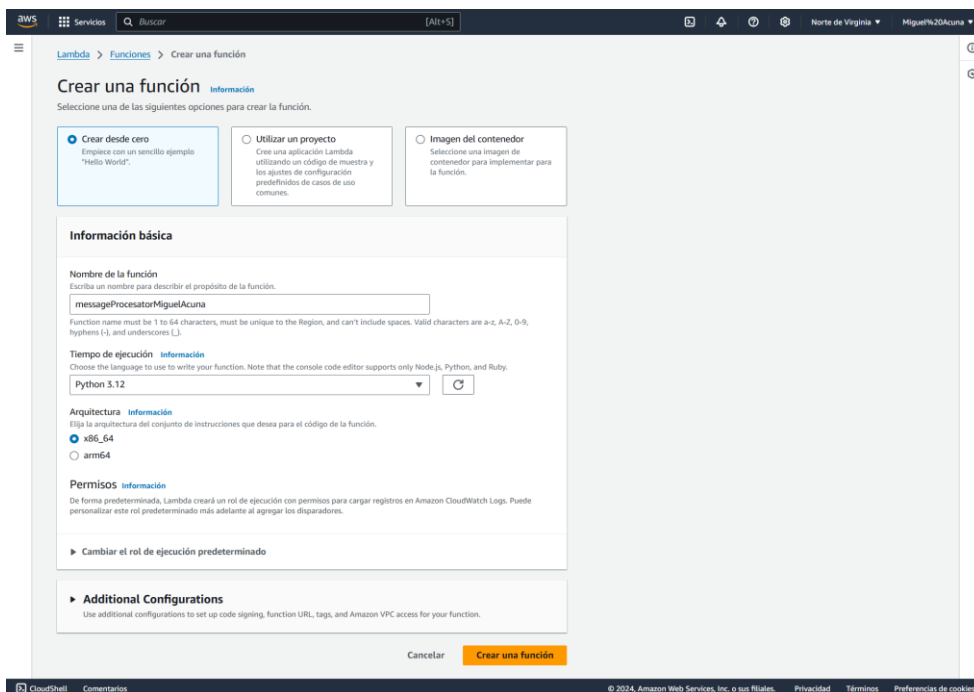 aws
Servicios
Buscar
[Alt+S]
Norte de Virginia
Miguel%20Acuna
Lambda > Funciones > Crear una función
Crear una función Información
Seleccione una de las siguientes opciones para crear la función.
Crear desde cero
Empiece con un sencillo ejemplo
"Hello World".
Utilizar un proyecto
Cree una aplicación Lambda
utilizando un código de muestra y
los ajustes de configuración
predefinidos de casos de uso
comunes.
Imagen del contenedor
Seleccione una imagen de
contenedor para implementar para
la función.
Información básica
Nombre de la función
Escriba un nombre para describir el propósito de la función.
messageProcesatorMiguelAcuna
Function name must be 1 to 64 characters, must be unique to the Region, and can't include spaces. Valid characters are a-z, A-Z, 0-9,
hyphens (-), and underscores (_).
Tiempo de ejecución Información
Choose the language to use to write your function. Note that the console code editor supports only Node.js, Python, and Ruby.
Python 3.12
Arquitectura Información
Elija la arquitectura del conjunto de instrucciones que desea para el código de la función.
x86_64
arm64
Permisos Información
De forma predeterminada, Lambda creará un rol de ejecución con permisos para cargar registros en Amazon CloudWatch Logs. Puede
personalizar este rol predeterminado más adelante al agregar los disparadores.
Cambiar el rol de ejecución predeterminado
Additional Configurations
Use additional configurations to set up code signing, function URL, tags, and Amazon VPC access for your function.
Cancelar
Crear una función
CloudShell
Comentarios
© 2024, Amazon Web Services, Inc. o sus filiales.
Privacidad
Términos
Preferencias de cookies